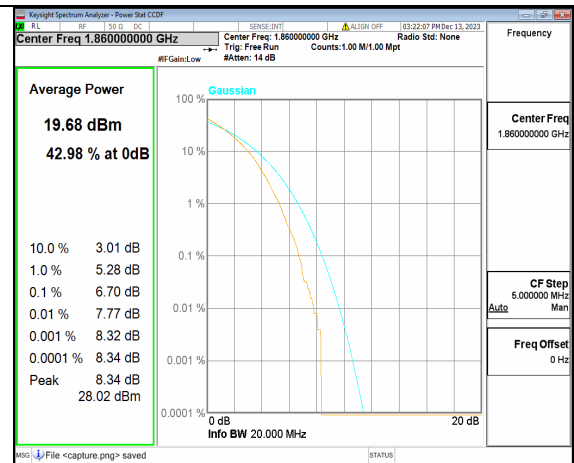 Keysight Spectrum Analyzer - Power Stat CCDF
RL RF 50 Ω DC SENSE:INT ALIGN OFF 03:22:07 PM Dec 13, 2023
Center Freq 1.860000000 GHz
Center Freq: 1.860000000 GHz Radio Std: None
Trig: Free Run Counts:1.00 M/1.00 Mpt
#IFGain:Low #Atten: 14 dB
Frequency
Average Power
19.68 dBm
42.98 % at 0dB
10.0 % 3.01 dB
1.0 % 5.28 dB
0.1 % 6.70 dB
0.01 % 7.77 dB
0.001 % 8.32 dB
0.0001 % 8.34 dB
Peak 8.34 dB
28.02 dBm
Gaussian
100 %
10 %
1 %
0.1 %
0.01 %
0.001 %
0.0001 %
0 dB 20 dB
Info BW 20.000 MHz
Center Freq
1.860000000 GHz
CF Step
5.000000 MHz
Auto Man
Freq Offset
0 Hz
MSG File <capture.png> saved STATUS